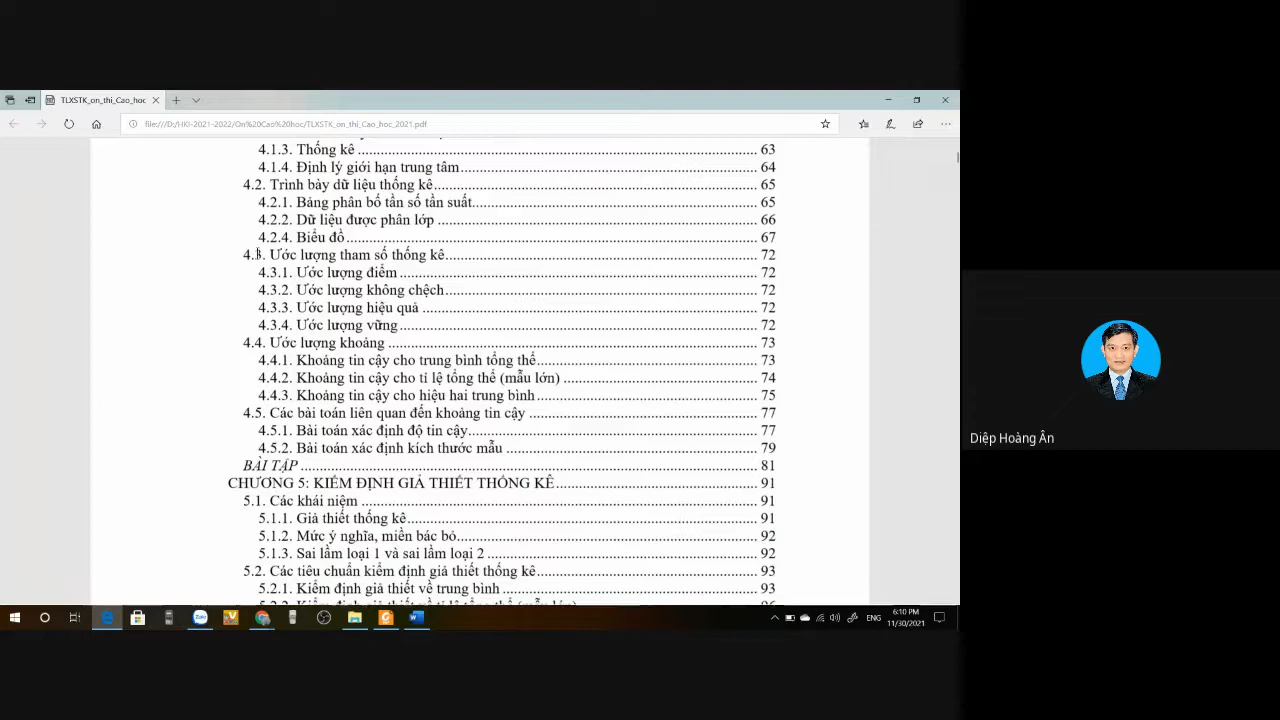 TLXSTK_on_thi_Cao_hoc
file:///D:/HKI-2021-2022/On%20Cao%20hoc/TLXSTK_on_thi_Cao_hoc_2021.pdf
4.1.3. Thống kê 63
4.1.4. Định lý giới hạn trung tâm 64
4.2. Trình bày dữ liệu thống kê 65
4.2.1. Bảng phân bố tần số tần suất 65
4.2.2. Dữ liệu được phân lớp 66
4.2.4. Biểu đồ 67
Ước lượng tham số thống kê 72
4.3.1. Ước lượng điểm 72
4.3.2. Ước lượng không chệch 72
4.3.3. Ước lượng hiệu quả 72
4.3.4. Ước lượng vững 72
4.4. Ước lượng khoảng 73
4.4.1. Khoảng tin cậy cho trung bình tổng thể 73
4.4.2. Khoảng tin cậy cho tỉ lệ tổng thể (mẫu lớn) 74
4.4.3. Khoảng tin cậy cho hiệu hai trung bình 75
4.5. Các bài toán liên quan đến khoảng tin cậy 77
4.5.1. Bài toán xác định độ tin cậy 77
4.5.2. Bài toán xác định kích thước mẫu 79
BÀI TẬP 81
CHƯƠNG 5: KIỂM ĐỊNH GIẢ THIẾT THỐNG KÊ 91
5.1. Các khái niệm 91
5.1.1. Giả thiết thống kê 91
5.1.2. Mức ý nghĩa, miền bác bỏ 92
5.1.3. Sai lầm loại 1 và sai lầm loại 2 92
5.2. Các tiêu chuẩn kiểm định giả thiết thống kê 93
5.2.1. Kiểm định giả thiết về trung bình 93
Diệp Hoàng Ân
Zalo
ENG
6:10 PM
11/30/2021